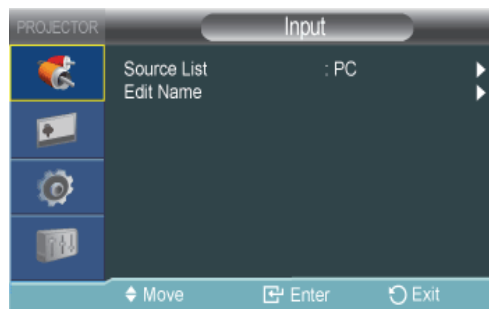 PROJECTOR
Input
Source List : PC
Edit Name
Move Enter Exit